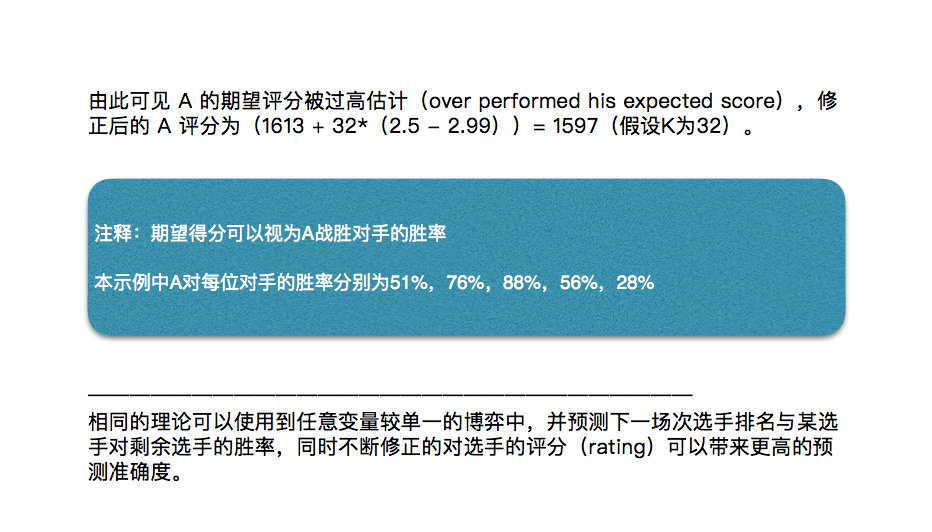 由此可见 A 的期望评分被过高估计（over performed his expected score），修
正后的 A 评分为（1613 + 32*（2.5 – 2.99））= 1597（假设K为32）。
注释：期望得分可以视为A战胜对手的胜率
本示例中A对每位对手的胜率分别为51%，76%，88%，56%，28%
相同的理论可以使用到任意变量较单一的博弈中，并预测下一场次选手排名与某选
手对剩余选手的胜率，同时不断修正的对选手的评分（rating）可以带来更高的预
测准确度。